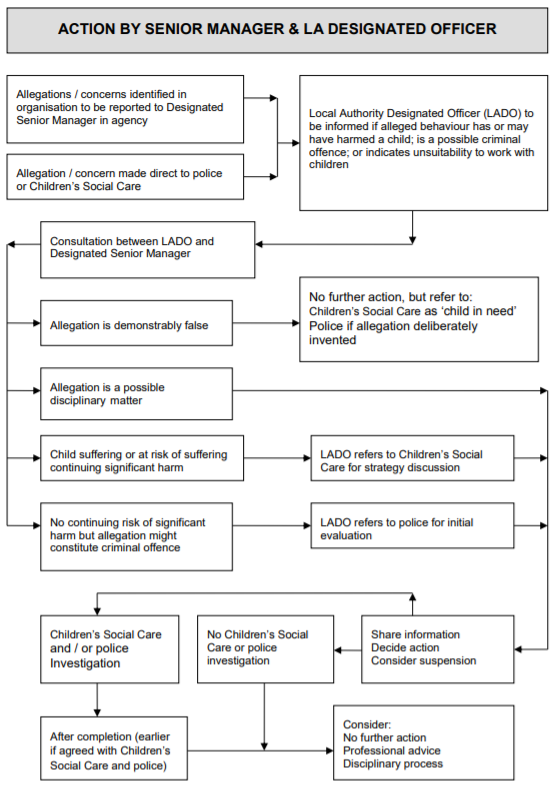 ACTION BY SENIOR MANAGER & LA DESIGNATED OFFICER
Allegations / concerns identified in
organisation to be reported to Designated
Senior Manager in agency
Allegation / concern made direct to police
or Children's Social Care
Local Authority Designated Officer (LADO) to
be informed if alleged behaviour has or may
have harmed a child; is a possible criminal
offence; or indicates unsuitability to work with
children
Consultation between LADO and
Designated Senior Manager
Allegation is demonstrably false
No further action, but refer to:
Children's Social Care as 'child in need'
Police if allegation deliberately
invented
Allegation is a possible
disciplinary matter
Child suffering or at risk of suffering
continuing significant harm
LADO refers to Children's Social
Care for strategy discussion
No continuing risk of significant
harm but allegation might
constitute criminal offence
LADO refers to police for initial
evaluation
Children's Social Care
and / or police
Investigation
No Children's Social
Care or police
investigation
Share information
Decide action
Consider suspension
After completion (earlier
if agreed with Children's
Social Care and police)
Consider:
No further action
Professional advice
Disciplinary process